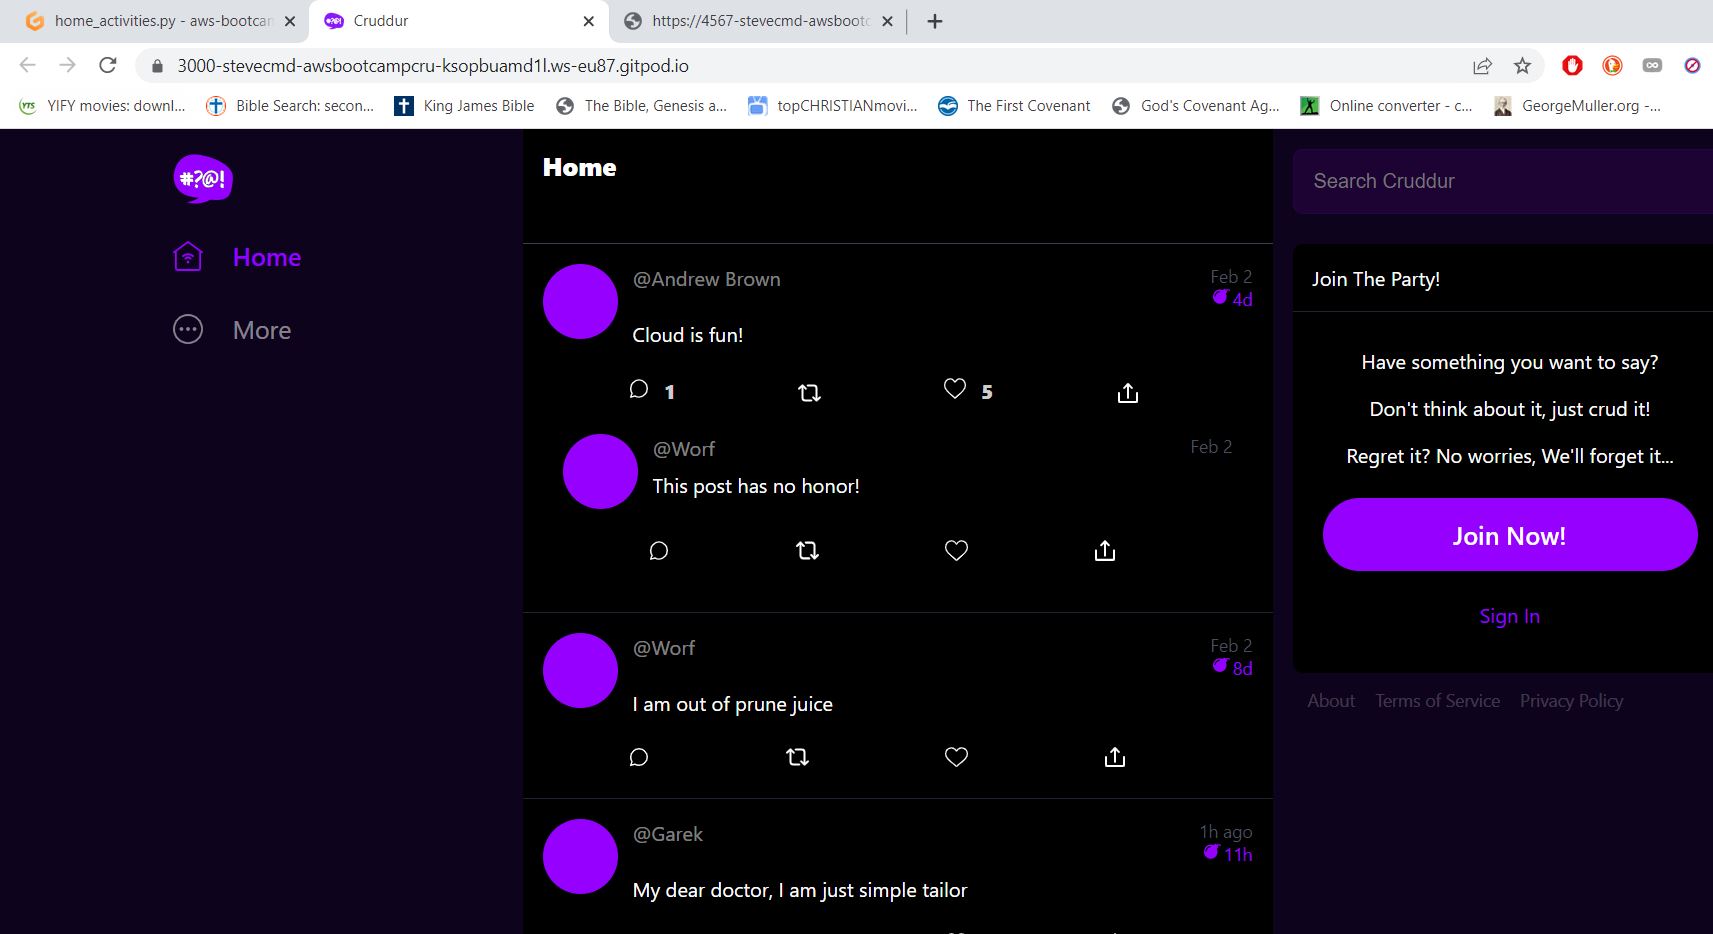 home_activities.py - aws-bootcam
Cruddur
https://4567-stevecmd-awsbootc
3000-stevecmd-awsbootcampcru-ksopbuamd1l.ws-eu87.gitpod.io
YTS YIFY movies: downl...
Bible Search: secon...
King James Bible
The Bible, Genesis a...
topCHRISTIANmovi...
The First Covenant
God's Covenant Ag...
Online converter - c...
GeorgeMuller.org -...
#?@!
Home
More
Home
@Andrew Brown
Feb 2
4d
Cloud is fun!
1
5
@Worf
Feb 2
This post has no honor!
@Worf
Feb 2
8d
I am out of prune juice
@Garek
1h ago
11h
My dear doctor, I am just simple tailor
Search Cruddur
Join The Party!
Have something you want to say?
Don't think about it, just crud it!
Regret it? No worries, We'll forget it...
Join Now!
Sign In
About Terms of Service Privacy Policy